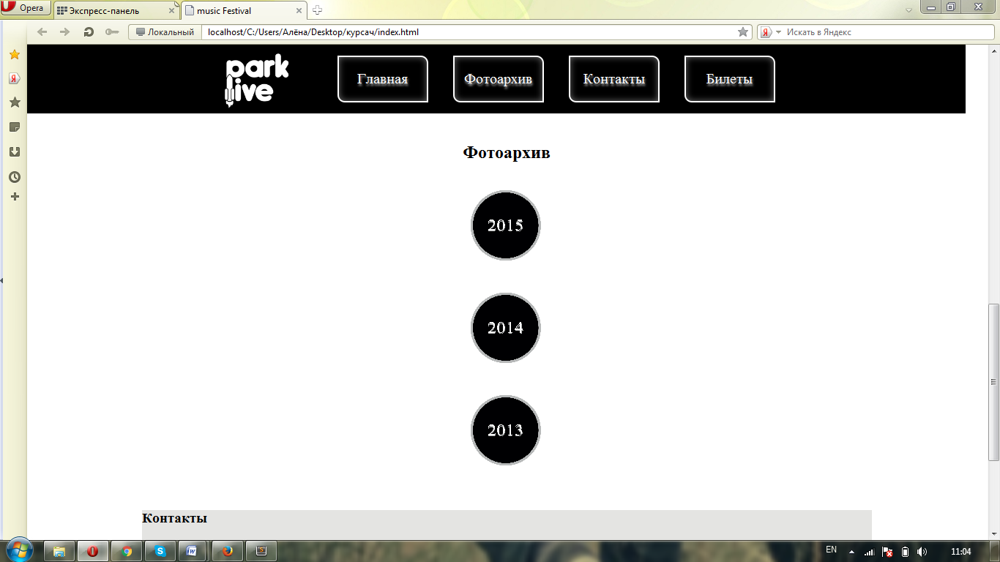 Opera
Экспресс-панель
music Festival
Локальный
localhost/C:/Users/Алёна/Desktop/курсач/index.html
Искать в Яндекс
park
live
Главная
Фотоархив
Контакты
Билеты
Фотоархив
2015
2014
2013
Контакты
EN
11:04